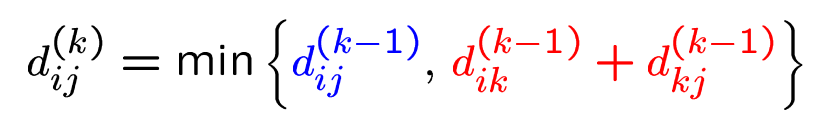 d_{ij}^{(k)} = min { d_{ij}^{(k−1)}, d_{ik}^{(k−1)} + d_{kj}^{(k−1)} }